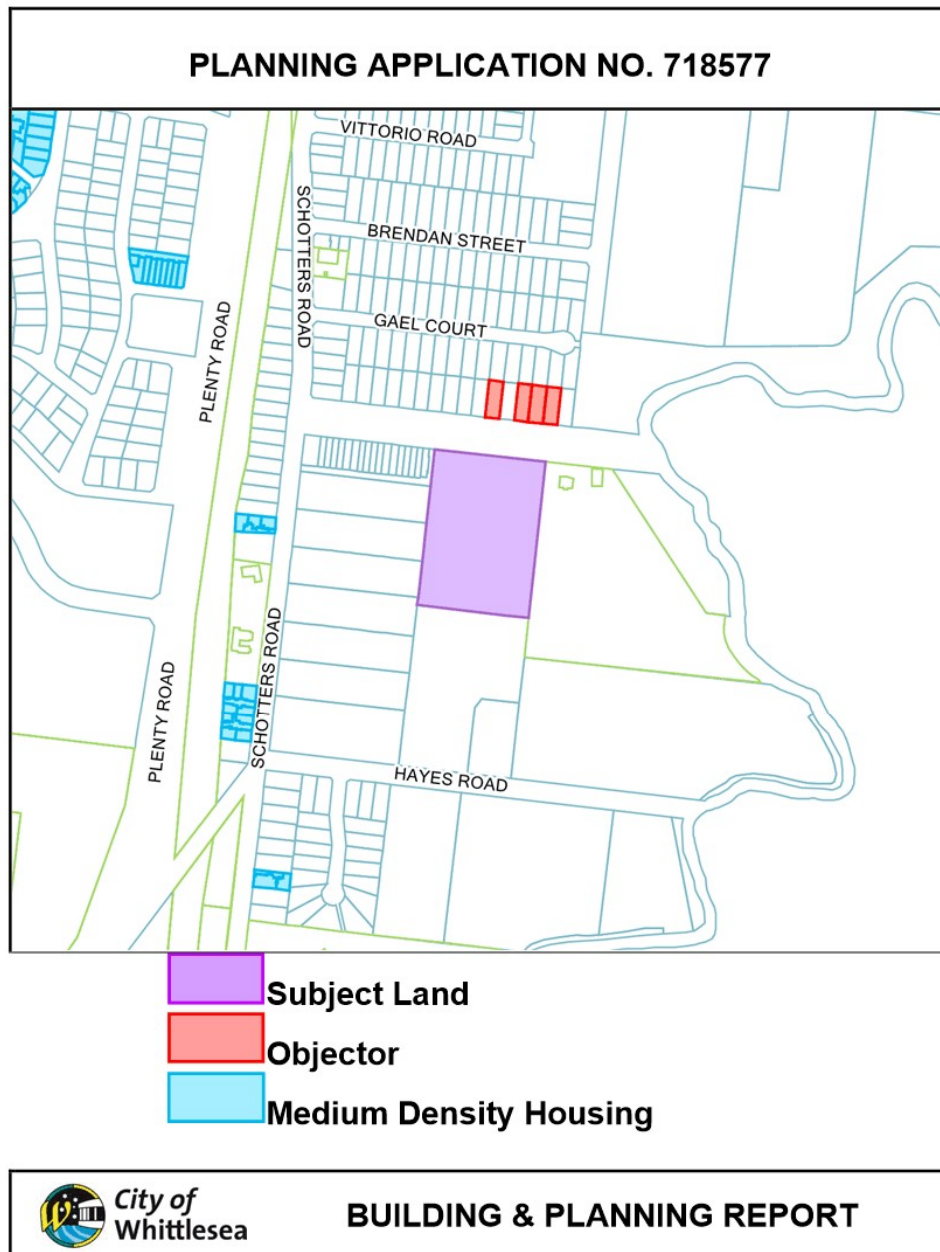 PLANNING APPLICATION NO. 718577
VITTORIO ROAD
SCHOTTERS ROAD
BRENDAN STREET
GAEL COURT
PLENTY ROAD
SCHOTTERS ROAD
PLENTY ROAD
HAYES ROAD
Subject Land
Objector
Medium Density Housing
City of
Whittlesea
BUILDING & PLANNING REPORT